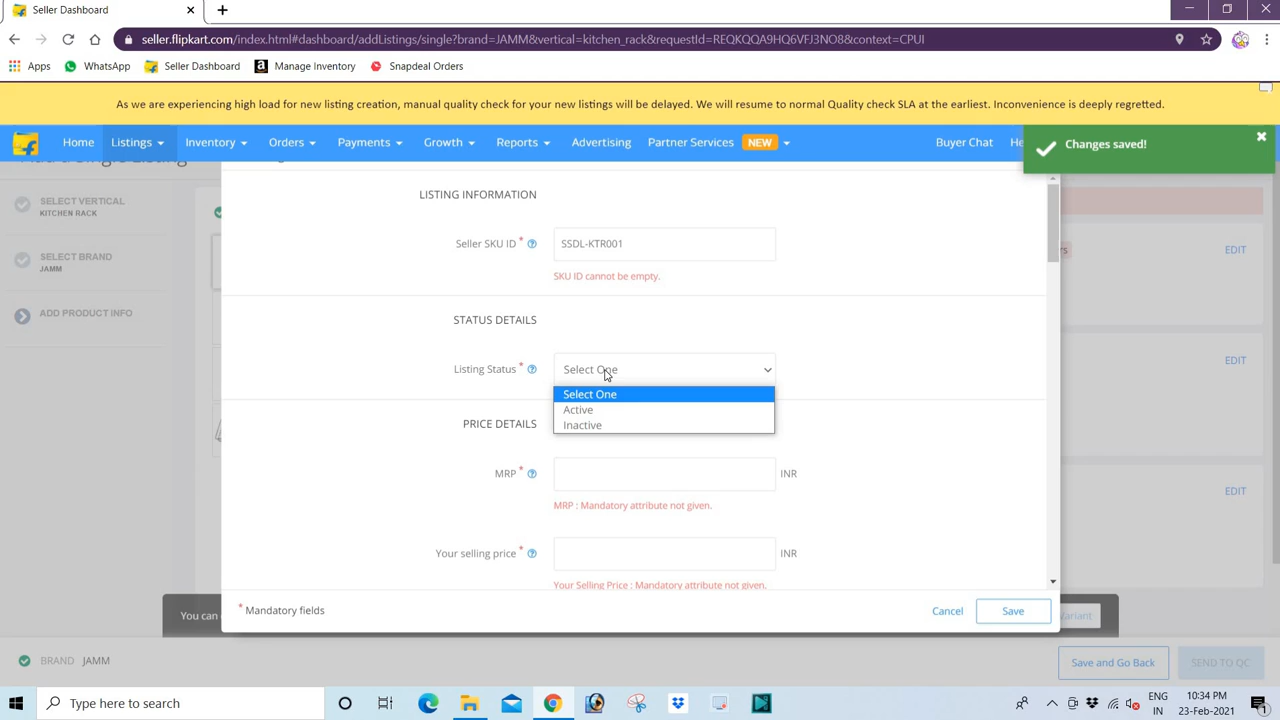 Seller Dashboard
seller.flipkart.com/index.html#dashboard/addListings/single?brand=JAMM&vertical=kitchen_rack&requestId=REQKQQA9HQ6VFJ3NO8&context=CPUI
Apps WhatsApp Seller Dashboard Manage Inventory Snapdeal Orders
As we are experiencing high load for new listing creation, manual quality check for your new listings will be delayed. We will resume to normal Quality check SLA at the earliest. Inconvenience is deeply regretted.
Home Listings Inventory Orders Payments Growth Reports Advertising Partner Services NEW Buyer Chat
Changes saved!
SELECT VERTICAL
KITCHEN RACK
SELECT BRAND
JAMM
ADD PRODUCT INFO
LISTING INFORMATION
Seller SKU ID * SSDL-KTR001
SKU ID cannot be empty.
EDIT
STATUS DETAILS
Listing Status * Select One
EDIT
Select One
Active
Inactive
PRICE DETAILS
MRP * INR
MRP : Mandatory attribute not given.
EDIT
Your selling price * INR
Your Selling Price : Mandatory attribute not given.
* Mandatory fields
Cancel Save
You can
BRAND JAMM
Save and Go Back SEND TO QC
Type here to search
ENG
IN
10:34 PM
23-Feb-2021